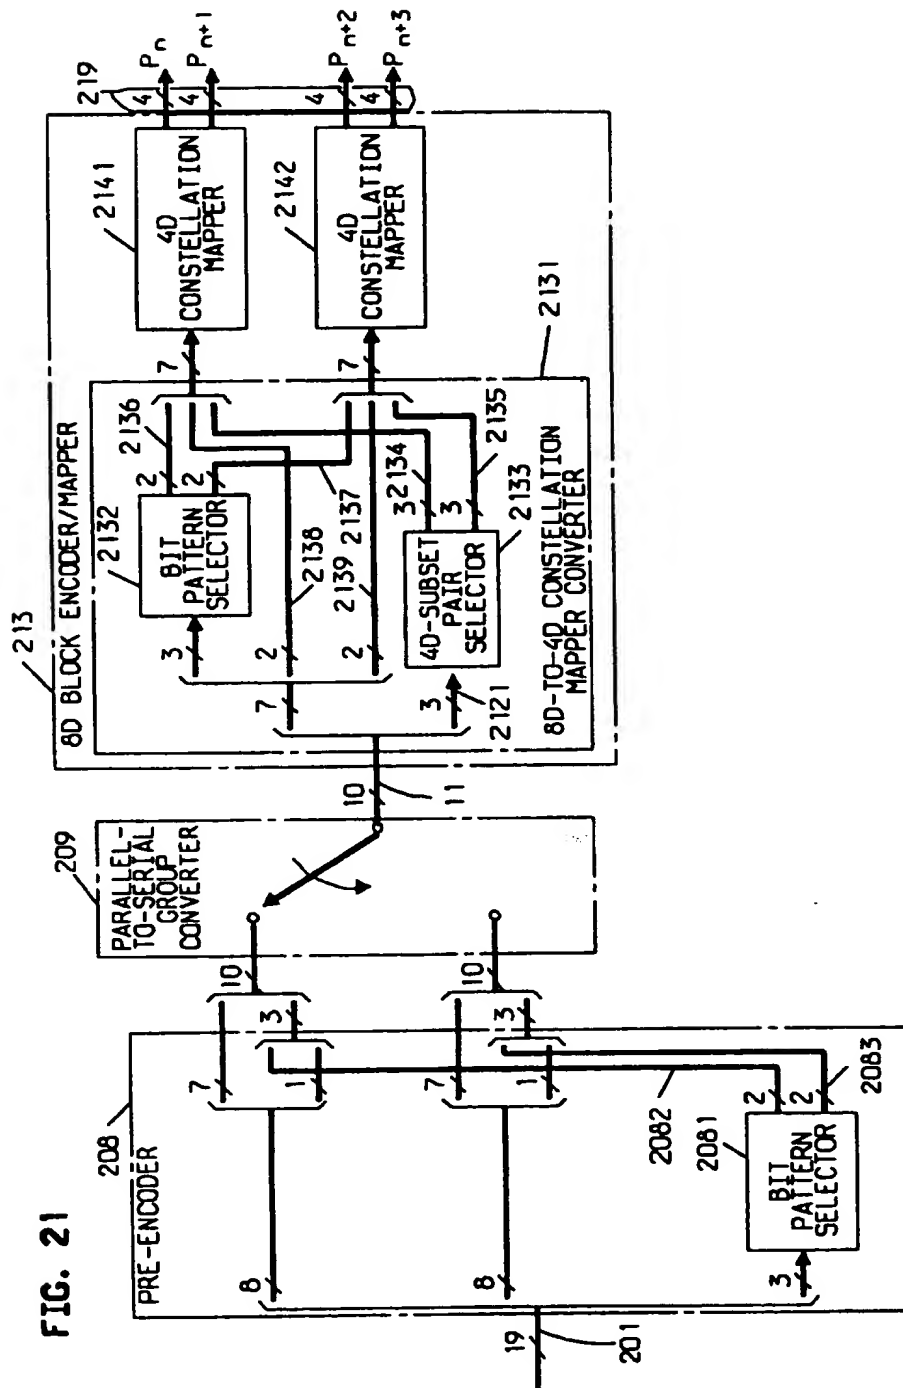 FIG. 21
208
PRE-ENCODER
19
201
8
8
3
BIT
PATTERN
SELECTOR
2081
2
2
2082
2083
7
1
3
10
7
1
3
10
209
PARALLEL-
TO-SERIAL
GROUP
CONVERTER
10
11
213
8D BLOCK ENCODER/MAPPER
7
3
2121
3
2
2
2132
BIT
PATTERN
SELECTOR
2
2
2136
2137
2138
2139
4D-SUBSET
PAIR
SELECTOR
3
3
2134
2135
2133
8D-TO-4D CONSTELLATION
MAPPER CONVERTER
2131
7
7
2141
4D
CONSTELLATION
MAPPER
2142
4D
CONSTELLATION
MAPPER
219
4
4
4
4
Pn
Pn+1
Pn+2
Pn+3